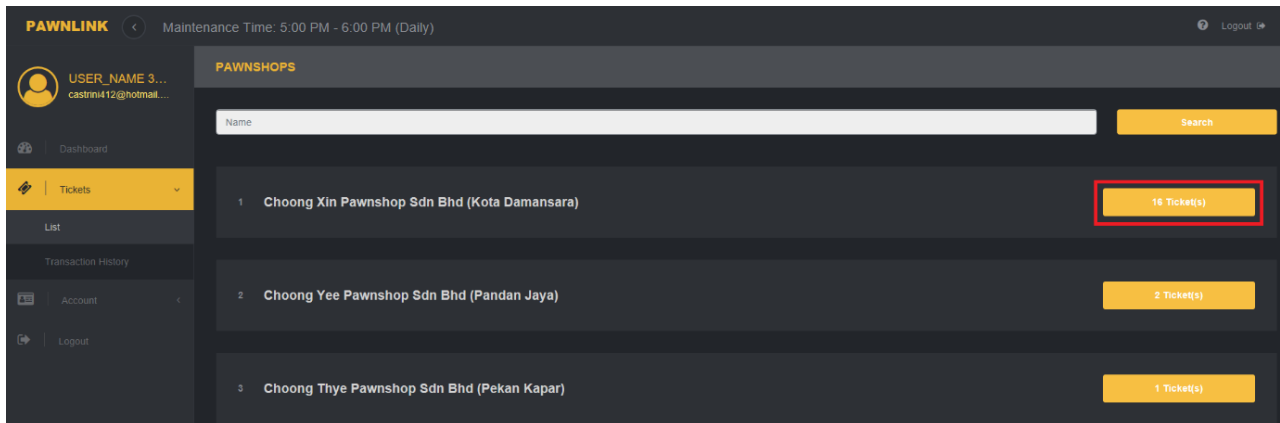 PAWNLINK
Maintenance Time: 5:00 PM - 6:00 PM (Daily)
Logout
USER_NAME 3...
castrini412@hotmail....
Dashboard
Tickets
List
Transaction History
Account
Logout
PAWNSHOPS
Name
Search
1 Choong Xin Pawnshop Sdn Bhd (Kota Damansara)
16 Ticket(s)
2 Choong Yee Pawnshop Sdn Bhd (Pandan Jaya)
2 Ticket(s)
3 Choong Thye Pawnshop Sdn Bhd (Pekan Kapar)
1 Ticket(s)